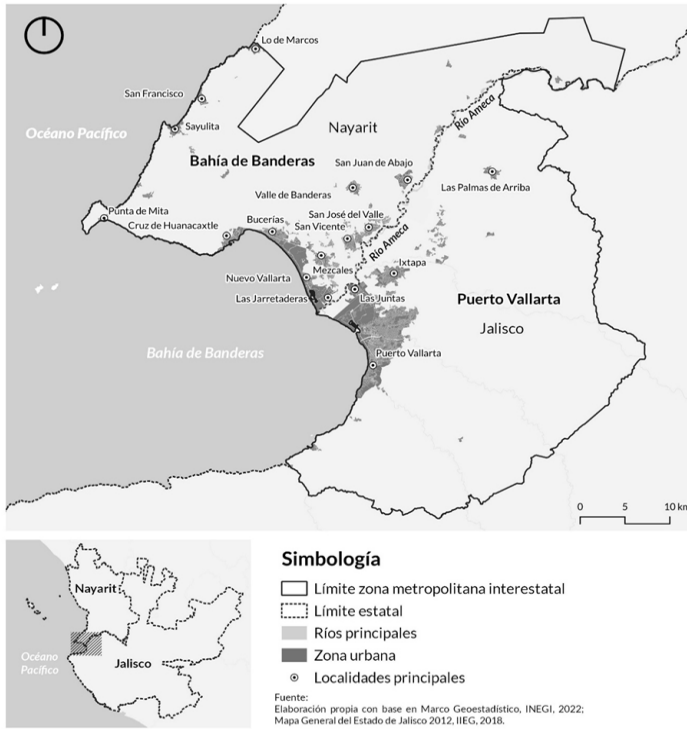 Lo de Marcos
San Francisco
Río Ameca
Océano Pacífico
Sayulita
Nayarit
Bahía de Banderas
San Juan de Abajo
Las Palmas de Arriba
Valle de Banderas
Punta de Mita
Bucerías
San José del Valle
Cruz de Huanacaxtle
San Vicente
Río Ameca
Ixtapa
Mezcales
Nuevo Vallarta
Las Jarretaderas
Las Juntas
Puerto Vallarta
Jalisco
Bahía de Banderas
Puerto Vallarta
0 5 10 km
Nayarit
Océano
Pacífico
Jalisco
Simbología
Límite zona metropolitana interestatal
Límite estatal
Ríos principales
Zona urbana
Localidades principales
Fuente:
Elaboración propia con base en Marco Geoestadístico, INEGI, 2022;
Mapa General del Estado de Jalisco 2012, IIEG, 2018.